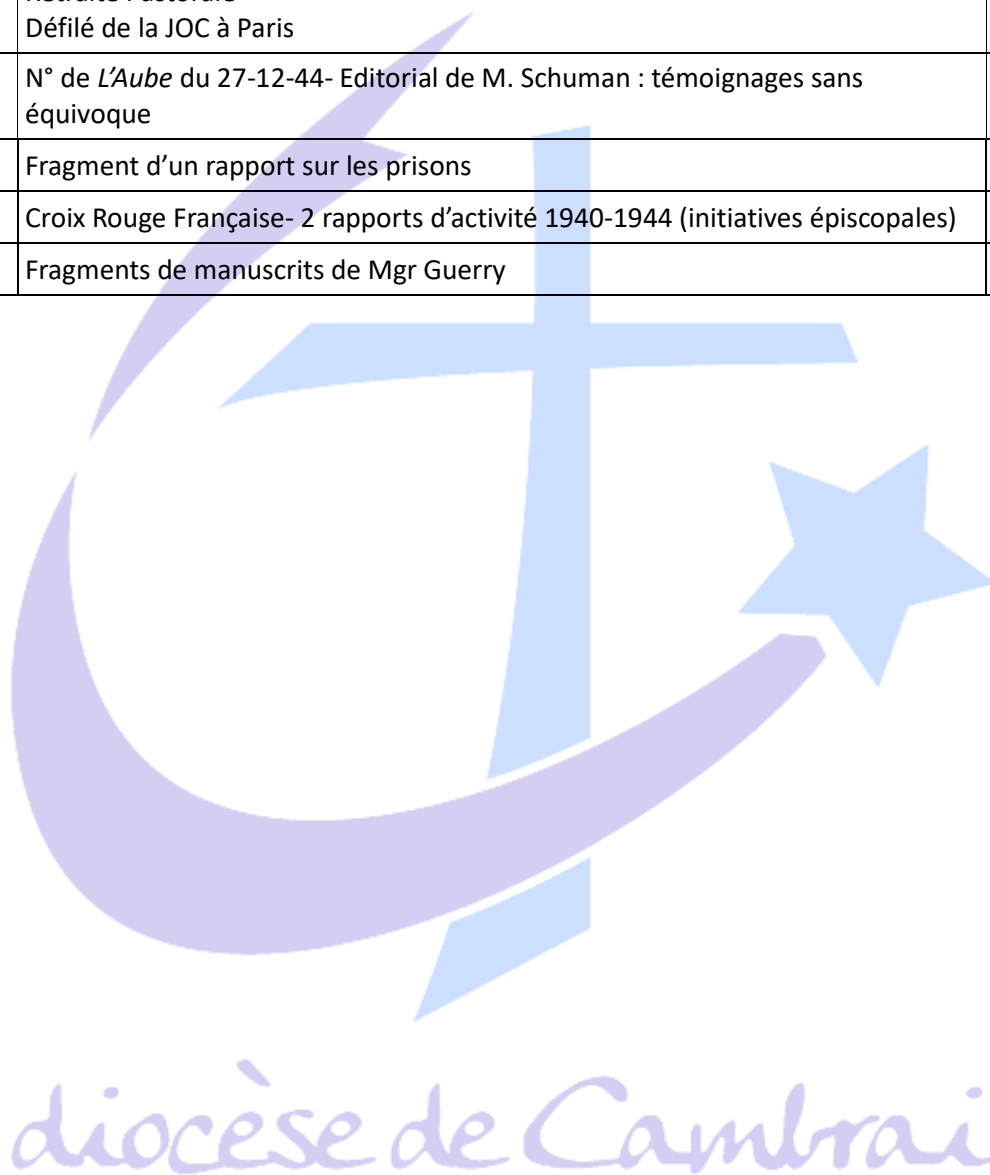 Défilé de la JOC à Paris
N° de L’Aube du 27-12-44- Editorial de M. Schuman : témoignages sans
équivoque
Fragment d’un rapport sur les prisons
Croix Rouge Française- 2 rapports d’activité 1940-1944 (initiatives épiscopales)
Fragments de manuscrits de Mgr Guerry
diocèse de Cambrai